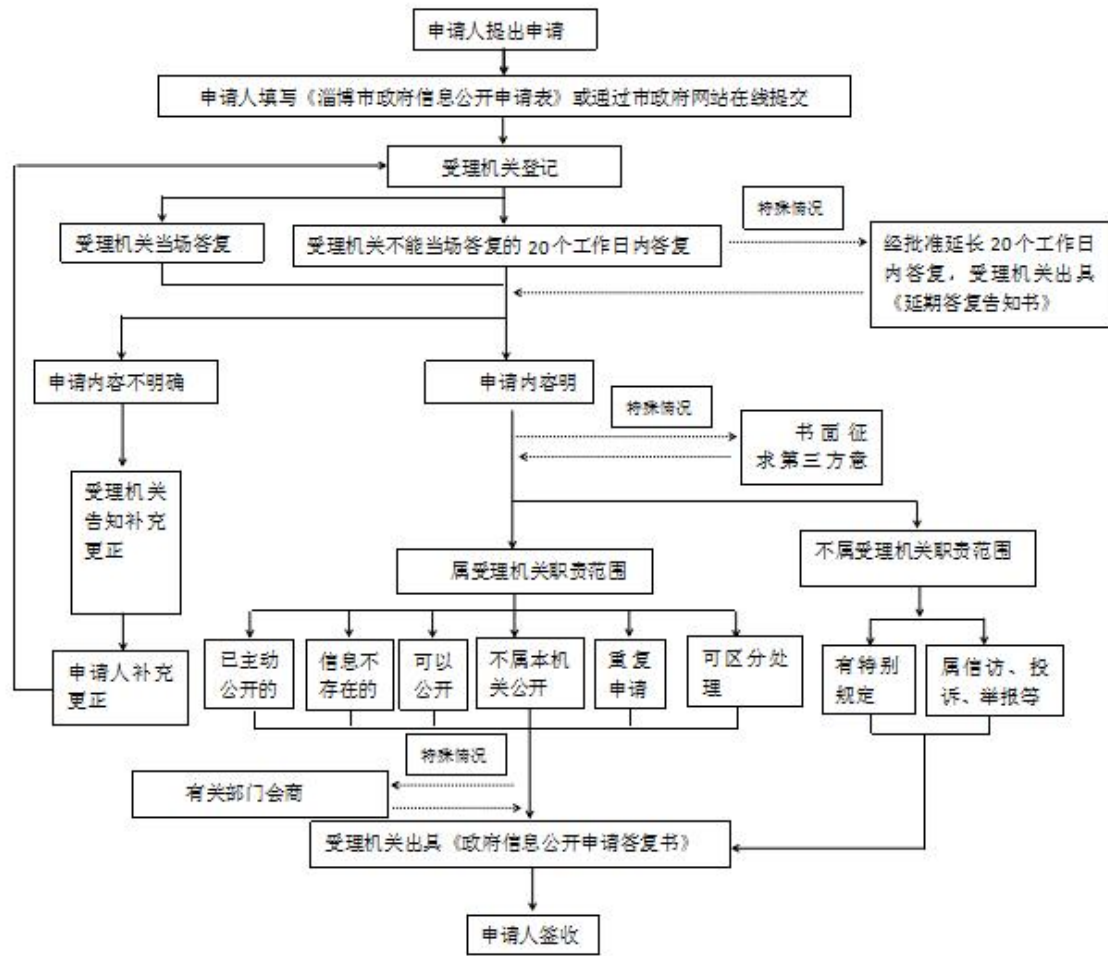 申请人提出申请
申请人填写《淄博市政府信息公开申请表》或通过市政府网站在线提交
受理机关登记
特殊情况
受理机关当场答复
受理机关不能当场答复的 20 个工作日内答复
经批准延长 20 个工作日
内答复，受理机关出具
《延期答复告知书》
申请内容不明确
申请内容明
特殊情况
书面征
求第三方意
受理机关
告知补充
更正
属受理机关职责范围
不属受理机关职责范围
申请人补充
更正
已主动
公开的
信息不
存在的
可以
公开
不属本机
关公开
重复
申请
可区分处
理
有特别
规定
属信访、投
诉、举报等
特殊情况
有关部门会商
受理机关出具《政府信息公开申请答复书》
申请人签收